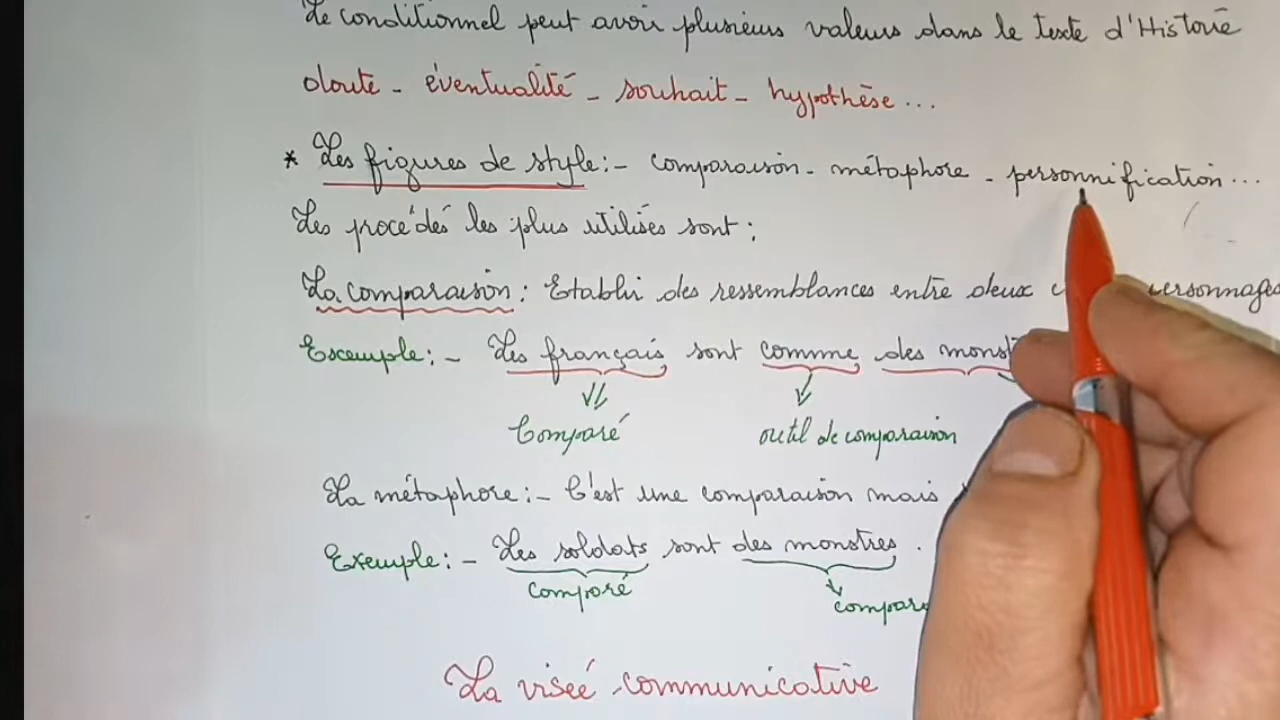 Le conditionnel peut avoir plusieurs valeurs dans le texte d'Histoire
doute - éventualité - souhait - hypothèse...
* Les figures de style:- comparaison - métaphore - personnification...
Les procédés les plus utilisés sont:
La comparaison: Etablir des ressemblances entre deux personnages
Exemple:- Les français sont comme des
Comparé outil de comparaison
La métaphore:- C'est une comparaison mais
Exemple:- Les soldats sont des monstres.
comparé
La viseé communicative